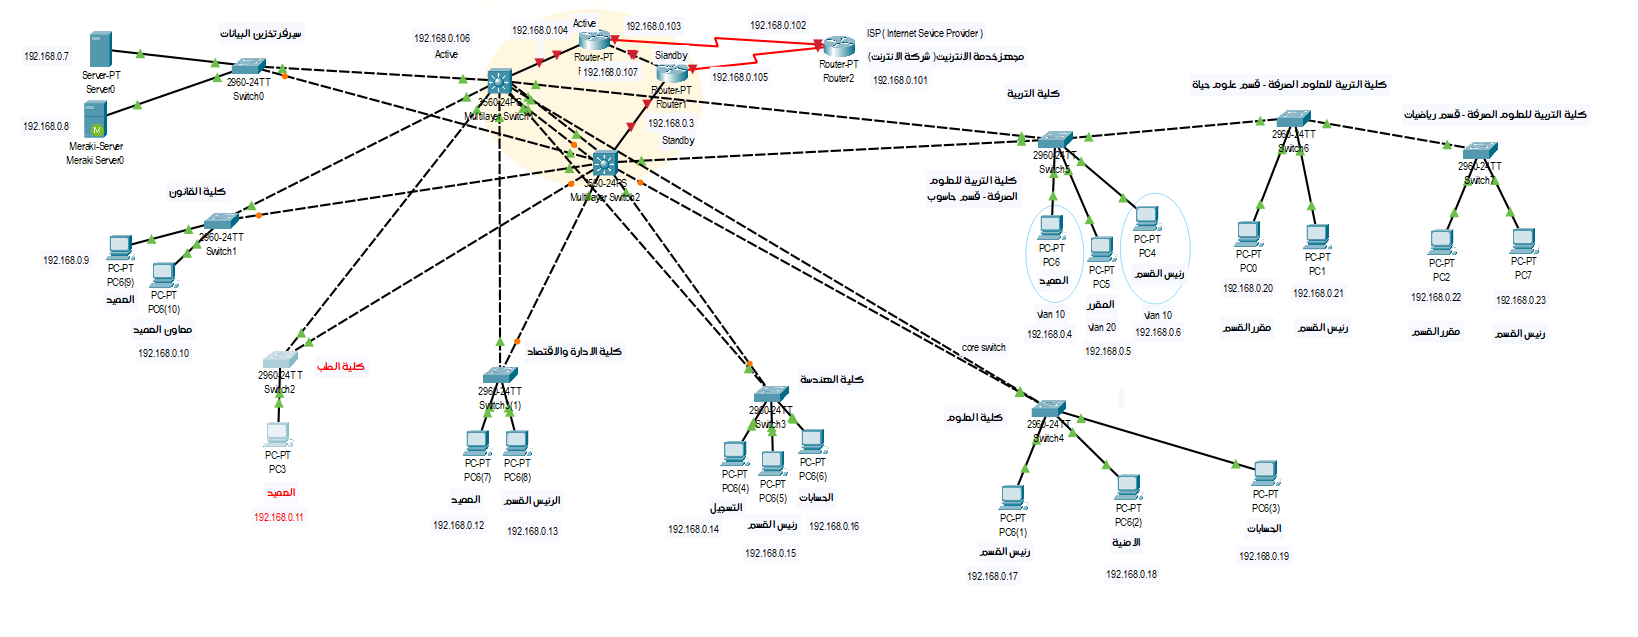 سيرفر تخزين البيانات
192.168.0.7
Server-PT
Server0
2960-24TT
Switch0
192.168.0.8
Meraki-Server
Meraki Server0
192.168.0.106
Active
3560-24PS
Multilayer Switch
192.168.0.104
Active
192.168.0.103
Router-PT
192.168.0.107
Standby
Router-PT
Router1
192.168.0.105
192.168.0.3
Standby
192.168.0.102
ISP ( Internet Sevice Provider )
مجهز خدمة الانترنيت( شركة الانترنت)
Router-PT
Router2
192.168.0.101
3560-24PS
Multilayer Switch2
كلية القانون
2960-24TT
Switch1
192.168.0.9
PC-PT
PC6(9)
العميد
PC-PT
PC6(10)
معاون العميد
192.168.0.10
كلية الطب
2960-24TT
Switch2
PC-PT
PC3
العميد
192.168.0.11
كلية الادارة والاقتصاد
2960-24TT
Switch3(1)
PC-PT
PC6(7)
العميد
192.168.0.12
PC-PT
PC6(8)
الرئيس القسم
192.168.0.13
كلية الهندسة
2960-24TT
Switch3
PC-PT
PC6(4)
التسجيل
192.168.0.14
PC-PT
PC6(5)
رئيس القسم
192.168.0.15
PC-PT
PC6(6)
الحسابات
192.168.0.16
core switch
كلية العلوم
2960-24TT
Switch4
PC-PT
PC6(1)
رئيس القسم
192.168.0.17
PC-PT
PC6(2)
الامنية
192.168.0.18
PC-PT
PC6(3)
الحسابات
192.168.0.19
كلية التربية
2960-24TT
Switch5
كلية التربية للعلوم
الصرفة - قسم حاسوب
PC-PT
PC6
العميد
vlan 10
192.168.0.4
PC-PT
PC5
المقرر
vlan 20
192.168.0.5
PC-PT
PC4
رئيس القسم
vlan 10
192.168.0.6
كلية التربية للعلوم الصرفة - قسم علوم حياة
2960-24TT
Switch6
PC-PT
PC0
192.168.0.20
مقرر القسم
PC-PT
PC1
192.168.0.21
رئيس القسم
كلية التربية للعلوم الصرفة - قسم رياضيات
2960-24TT
Switch7
PC-PT
PC2
192.168.0.22
مقرر القسم
PC-PT
PC7
192.168.0.23
رئيس القسم